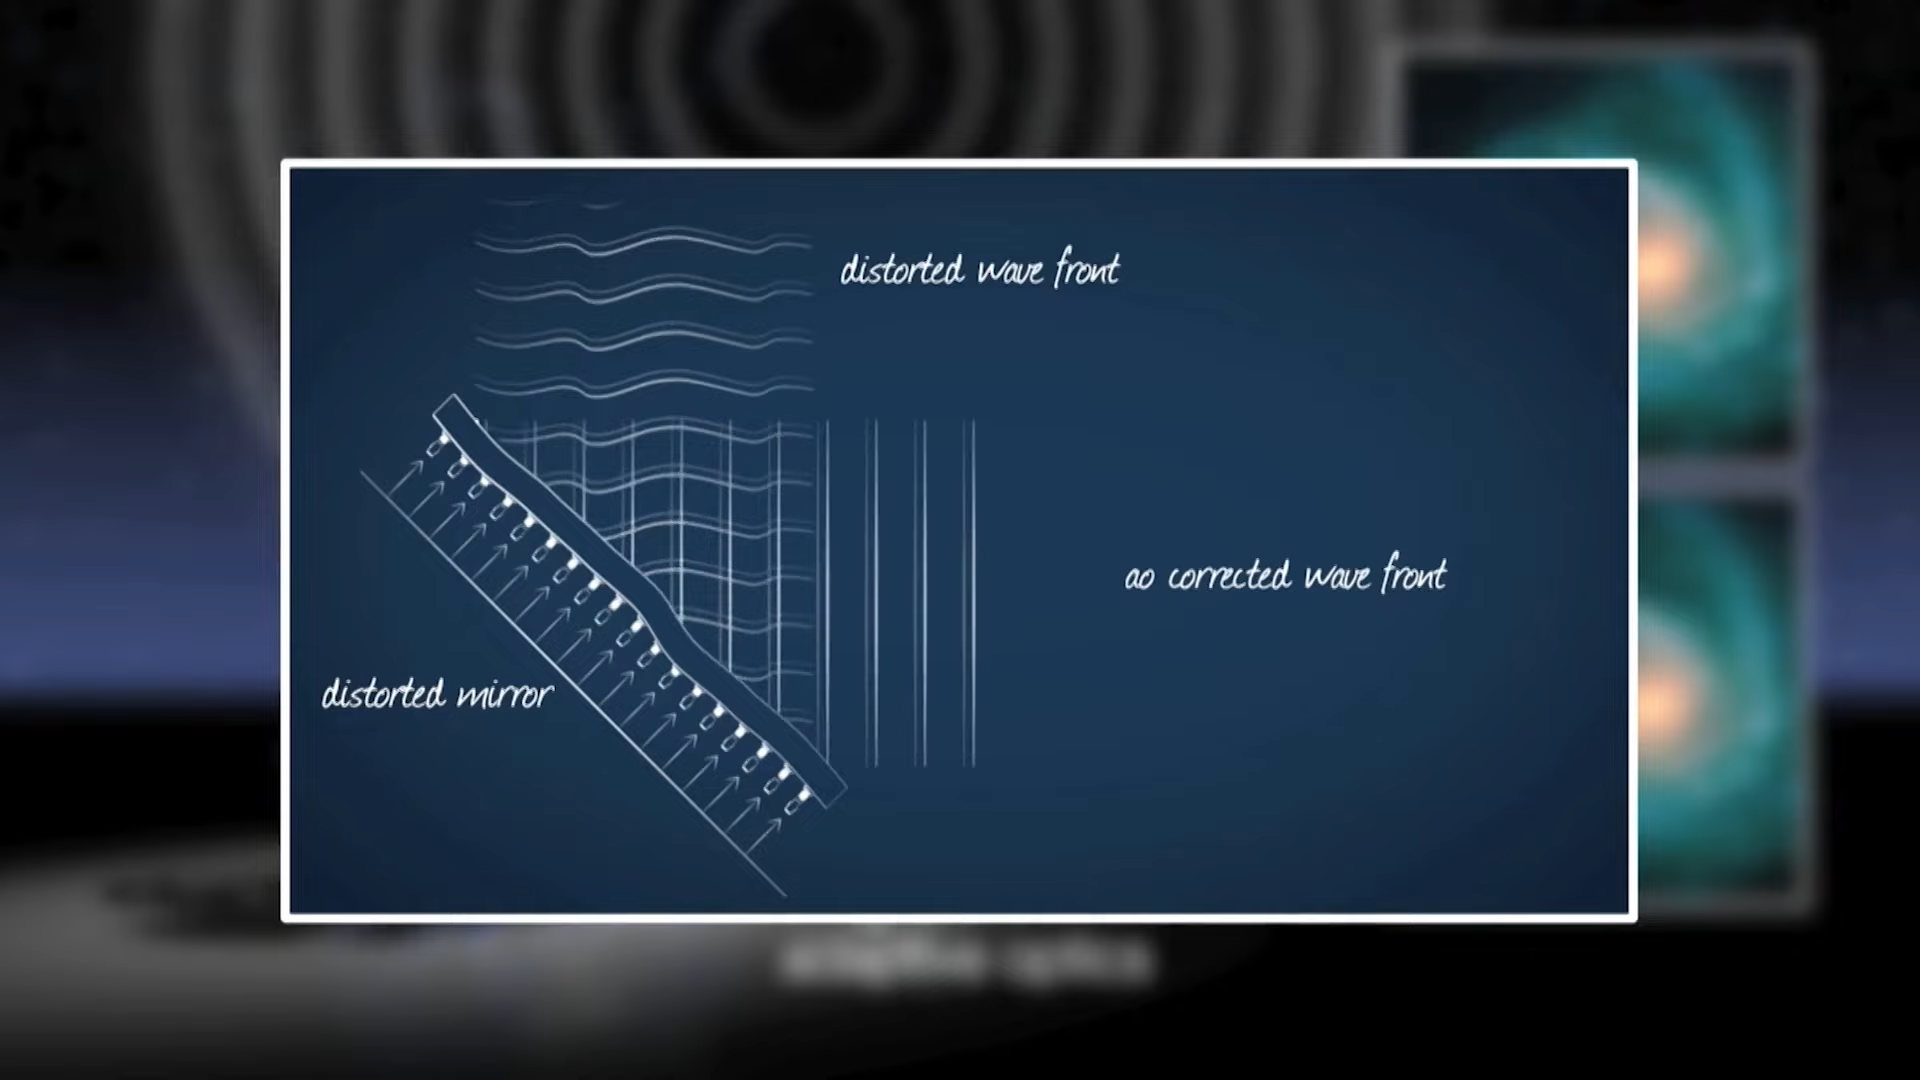 distorted wave front
ao corrected wave front
distorted mirror